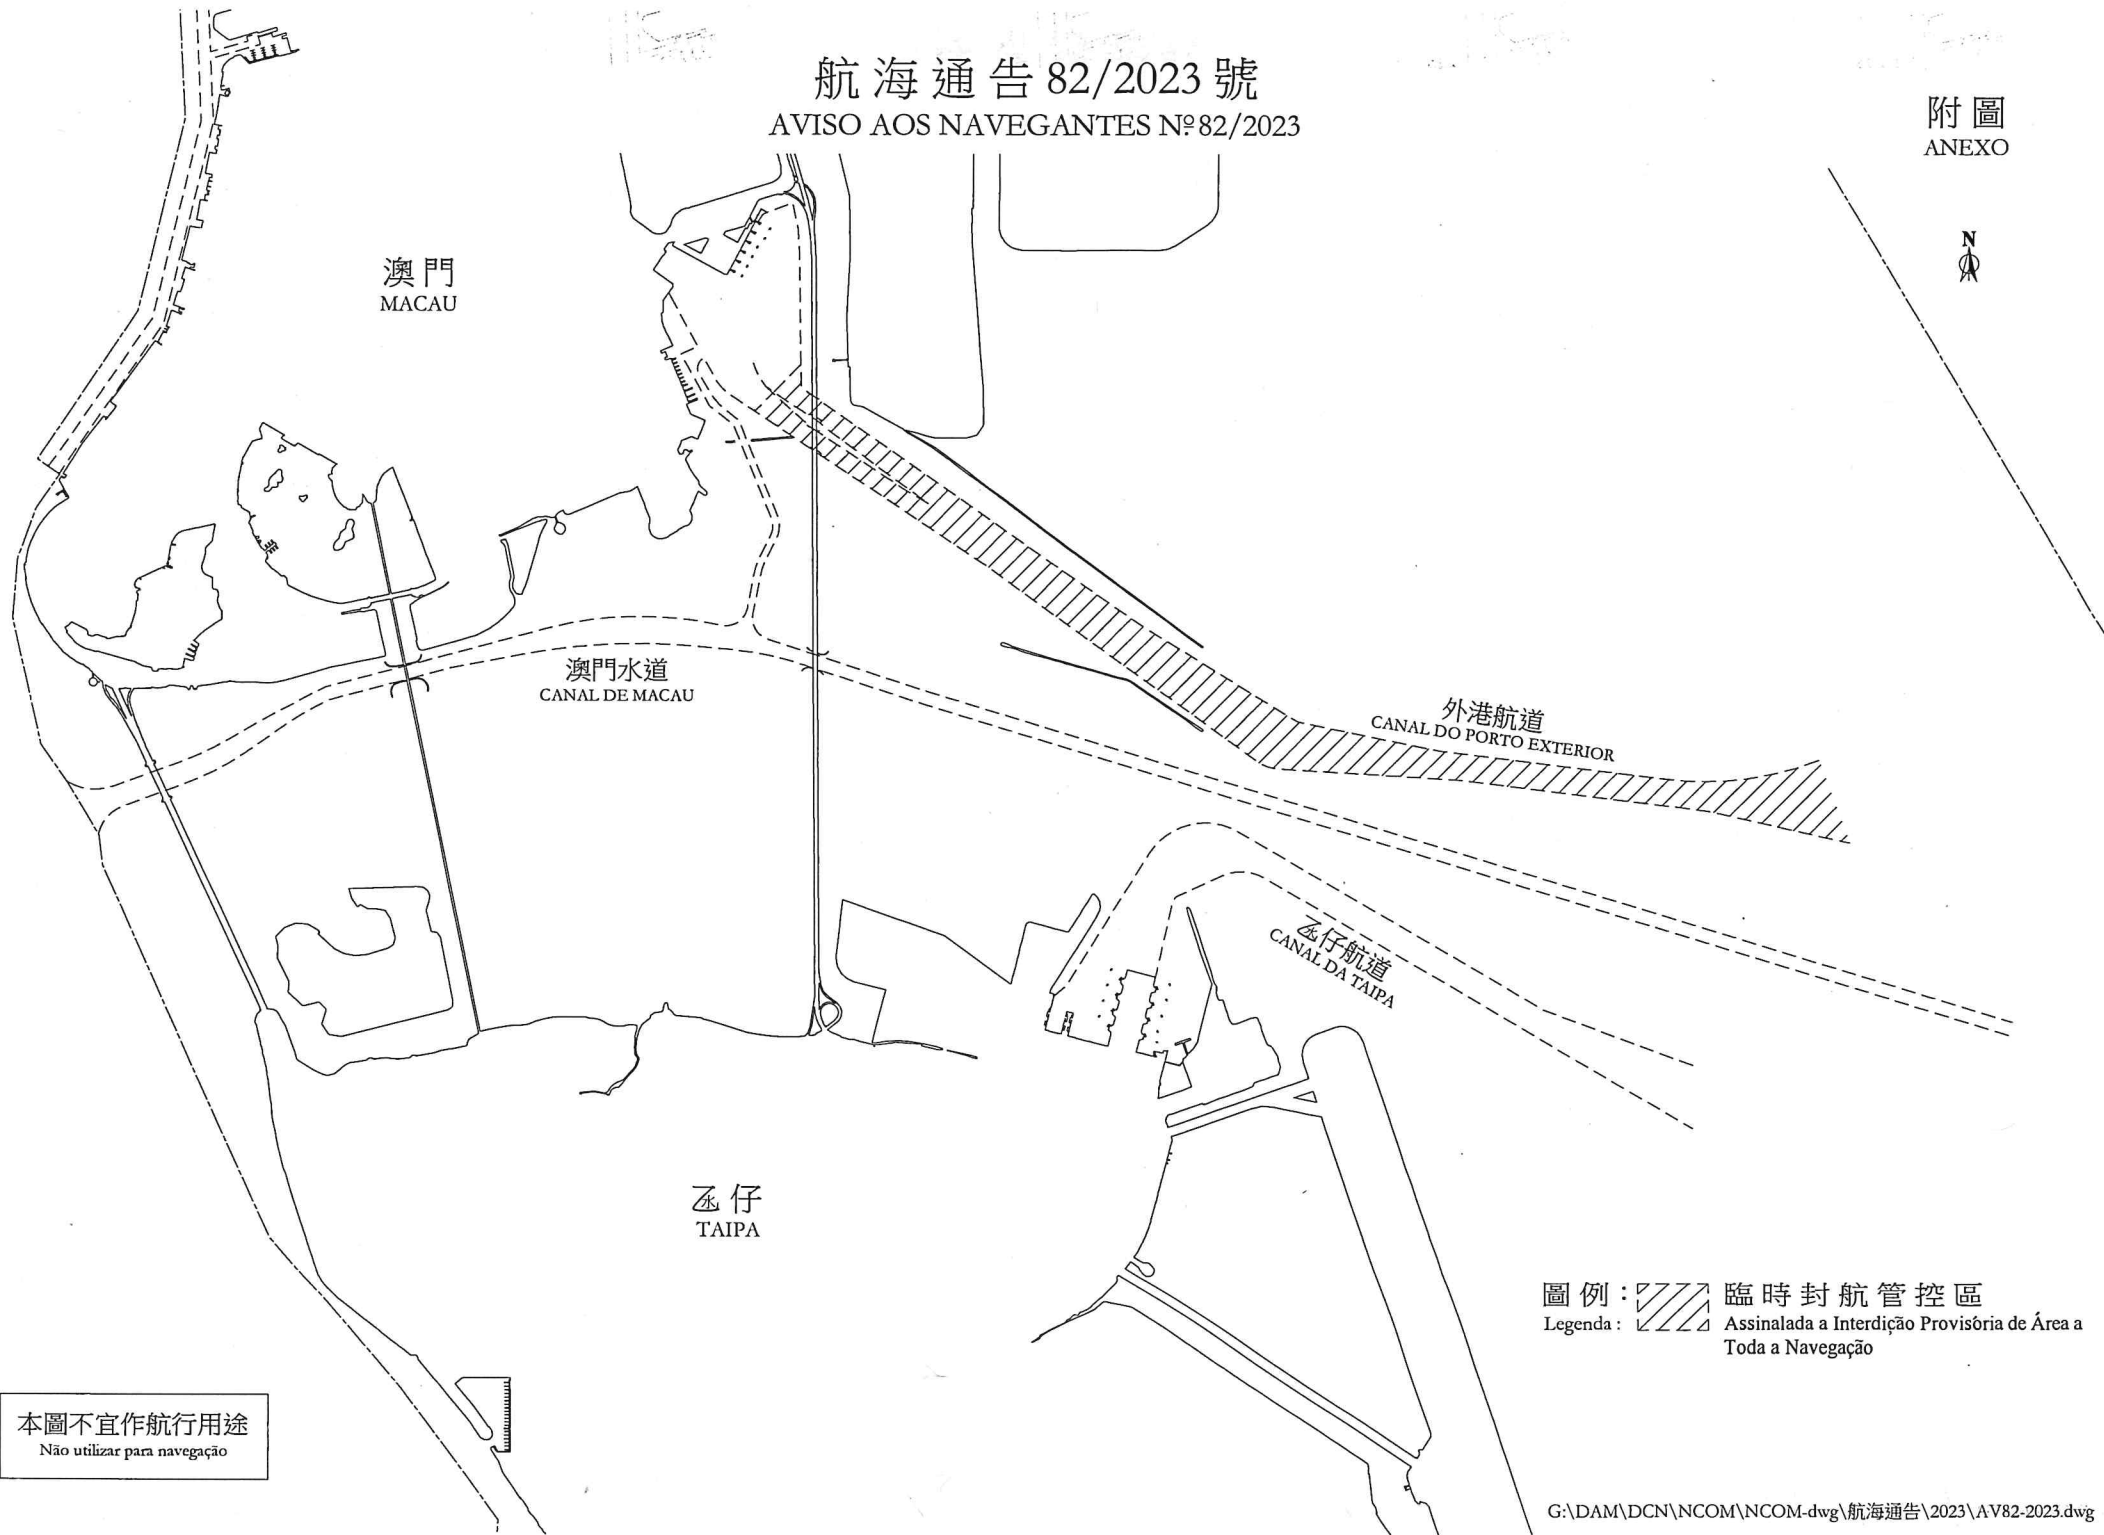 航海通告82/2023號
AVISO AOS NAVEGANTES Nº82/2023
附圖
ANEXO
N
澳門
MACAU
澳門水道
CANAL DE MACAU
外港航道
CANAL DO PORTO EXTERIOR
氹仔航道
CANAL DA TAIPA
氹仔
TAIPA
圖例：
Legenda :
臨時封航管控區
Assinalada a Interdição Provisória de Área a
Toda a Navegação
本圖不宜作航行用途
Não utilizar para navegação
G:\DAM\DCN\NCOM\NCOM-dwg\航海通告\2023\AV82-2023.dwg